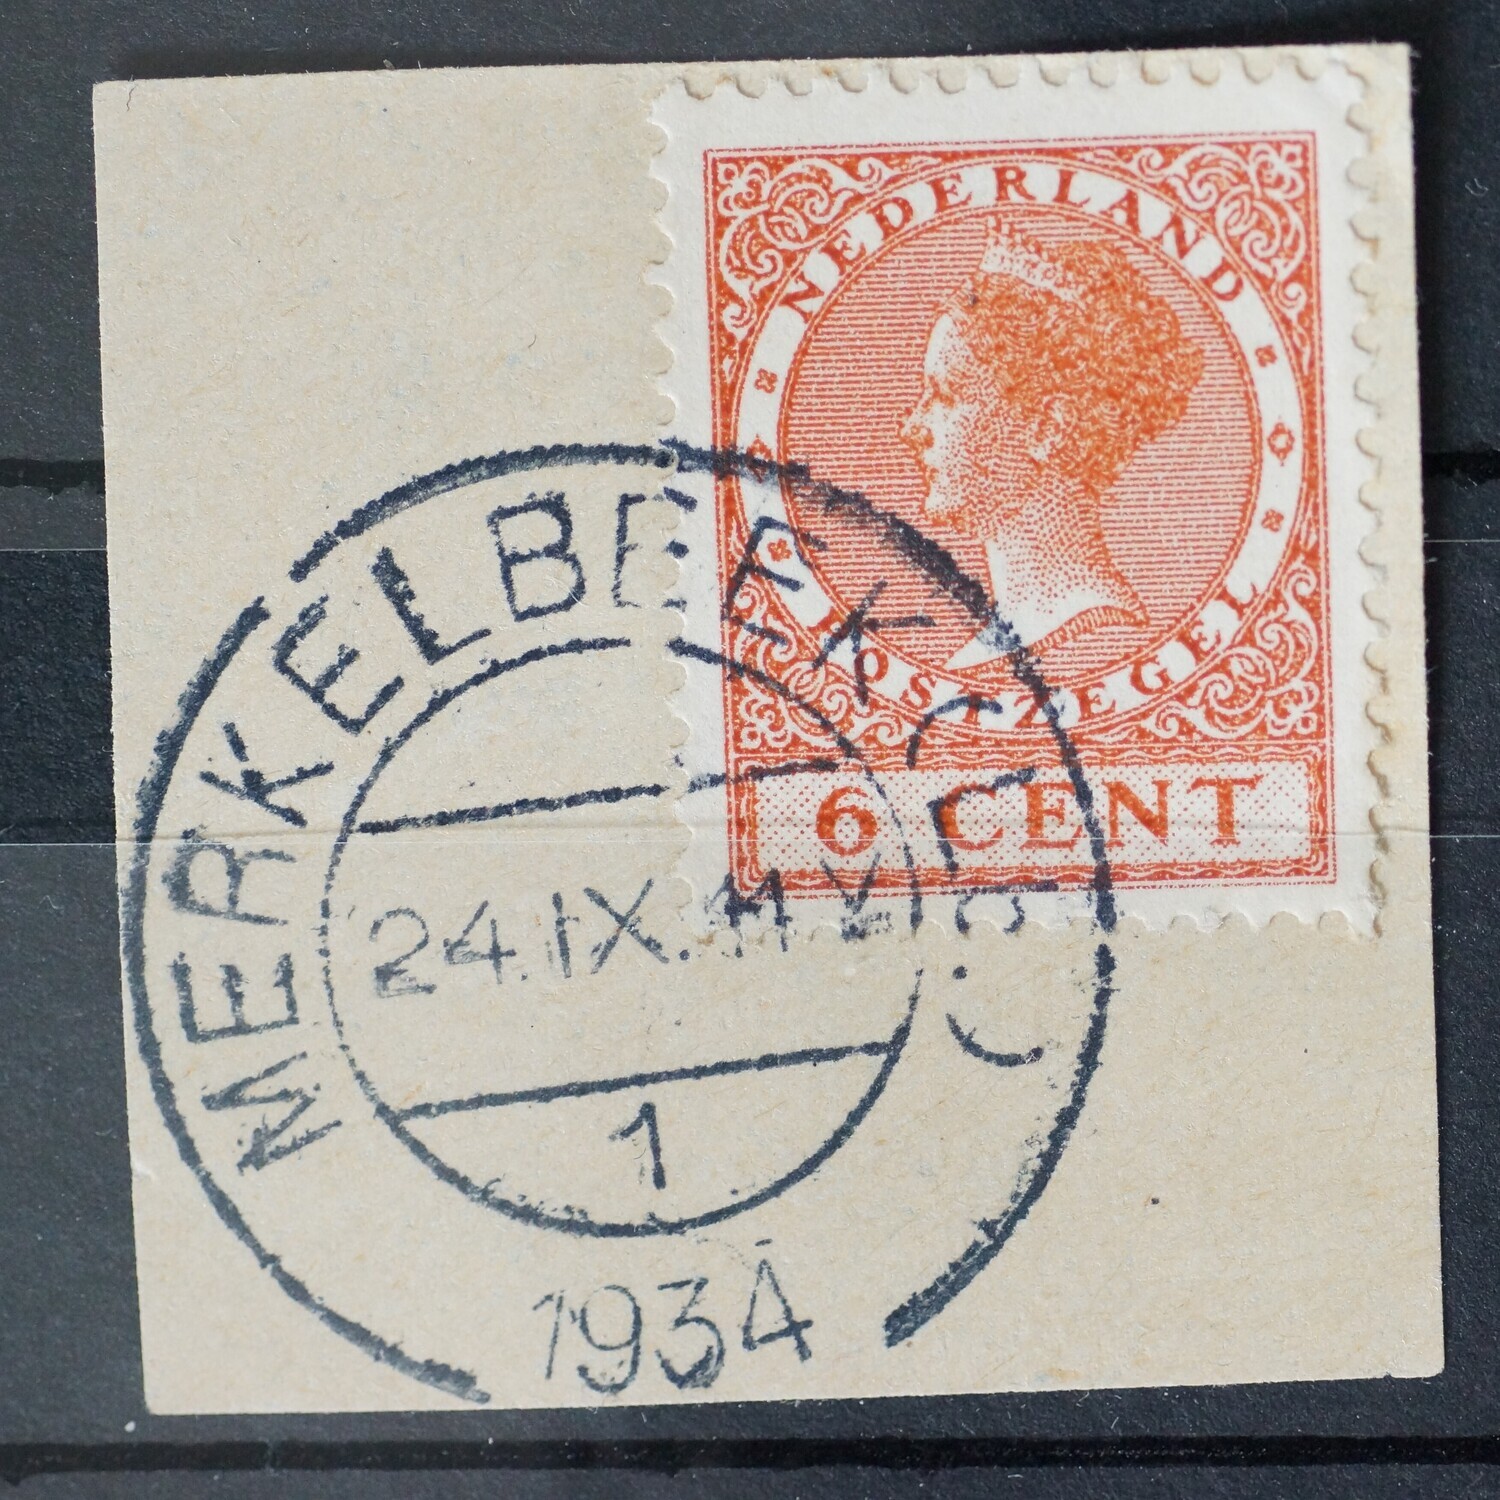 NEDERLAND
POSTZEGEL
6 CENT
MERKELBEEK
24.IX.
1
1934